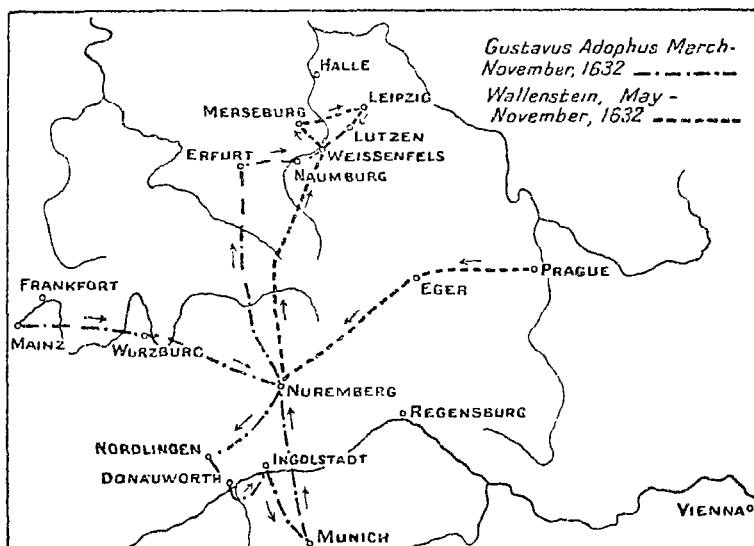 Gustavus Adophus March-
November, 1632
Wallenstein, May -
November, 1632
HALLE
LEIPZIG
MERSEBURG
LUTZEN
WEISSENFELS
ERFURT
NAUMBURG
PRAGUE
EGER
FRANKFORT
MAINZ
WURZBURG
NUREMBERG
REGENSBURG
NORDLINGEN
INGOLSTADT
DONAUWORTH
VIENNA
MUNICH